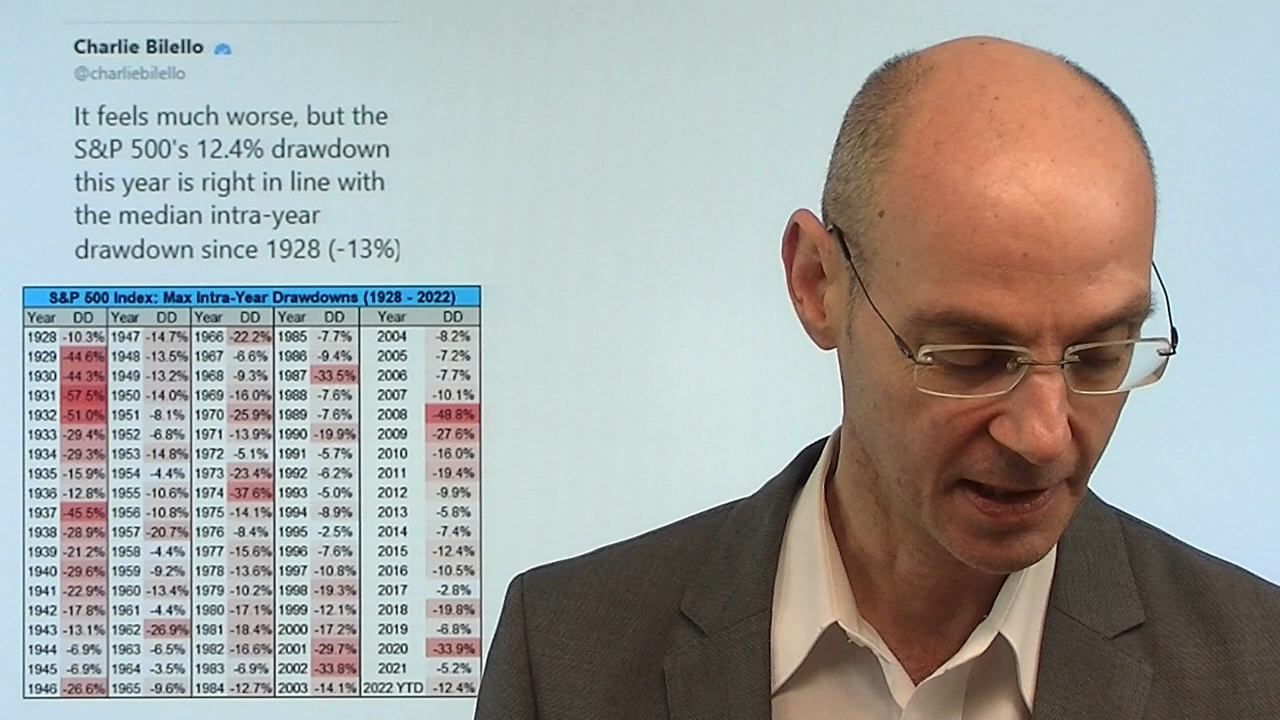 Charlie Bilello
@charliebilello
It feels much worse, but the
S&P 500's 12.4% drawdown
this year is right in line with
the median intra-year
drawdown since 1928 (-13%)
S&P 500 Index: Max Intra-Year Drawdowns (1928 - 2022)
Year DD Year DD Year DD Year DD Year DD
1928 -10.3% 1947 -14.7% 1966 -22.2% 1985 -7.7% 2004 -8.2%
1929 -44.6% 1948 -13.5% 1967 -6.6% 1986 -9.4% 2005 -7.2%
1930 -44.3% 1949 -13.2% 1968 -9.3% 1987 -33.5% 2006 -7.7%
1931 -57.5% 1950 -14.0% 1969 -16.0% 1988 -7.6% 2007 -10.1%
1932 -51.0% 1951 -8.1% 1970 -25.9% 1989 -7.6% 2008 -48.8%
1933 -29.4% 1952 -6.8% 1971 -13.9% 1990 -19.9% 2009 -27.6%
1934 -29.3% 1953 -14.8% 1972 -5.1% 1991 -5.7% 2010 -16.0%
1935 -15.9% 1954 -4.4% 1973 -23.4% 1992 -6.2% 2011 -19.4%
1936 -12.8% 1955 -10.6% 1974 -37.6% 1993 -5.0% 2012 -9.9%
1937 -45.5% 1956 -10.8% 1975 -14.1% 1994 -8.9% 2013 -5.8%
1938 -28.9% 1957 -20.7% 1976 -8.4% 1995 -2.5% 2014 -7.4%
1939 -21.2% 1958 -4.4% 1977 -15.6% 1996 -7.6% 2015 -12.4%
1940 -29.6% 1959 -9.2% 1978 -13.6% 1997 -10.8% 2016 -10.5%
1941 -22.9% 1960 -13.4% 1979 -10.2% 1998 -19.3% 2017 -2.8%
1942 -17.8% 1961 -4.4% 1980 -17.1% 1999 -12.1% 2018 -19.8%
1943 -13.1% 1962 -26.9% 1981 -18.4% 2000 -17.2% 2019 -6.8%
1944 -6.9% 1963 -6.5% 1982 -16.6% 2001 -29.7% 2020 -33.9%
1945 -6.9% 1964 -3.5% 1983 -6.9% 2002 -33.8% 2021 -5.2%
1946 -26.6% 1965 -9.6% 1984 -12.7% 2003 -14.1% 2022 YTD -12.4%